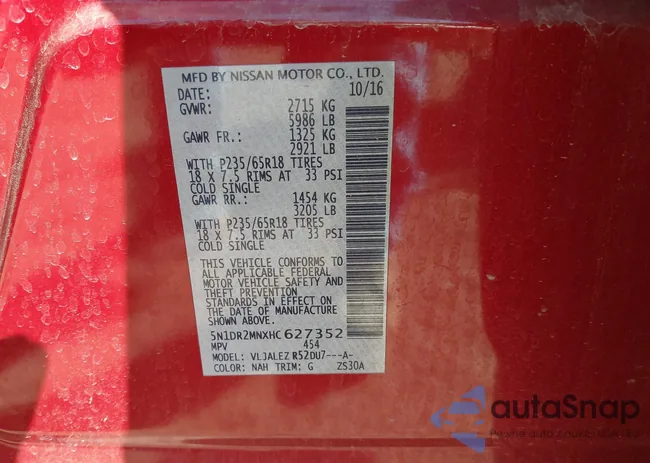 MFD BY NISSAN MOTOR CO., LTD.
DATE: 10/16
GVWR: 2715 KG
5986 LB
GAWR FR.: 1325 KG
2921 LB
WITH P235/65R18 TIRES
18 X 7.5 RIMS AT 33 PSI
COLD SINGLE
GAWR RR.: 1454 KG
3205 LB
WITH P235/65R18 TIRES
18 X 7.5 RIMS AT 33 PSI
COLD SINGLE
THIS VEHICLE CONFORMS TO
ALL APPLICABLE FEDERAL
MOTOR VEHICLE SAFETY AND
THEFT PREVENTION
STANDARDS IN EFFECT ON
THE DATE OF MANUFACTURE
SHOWN ABOVE.
5N1DR2MNXHC627352
MPV 454
MODEL: VLJALEZ R52DU7---A-
COLOR: NAH TRIM: G ZS30A
autaSnap